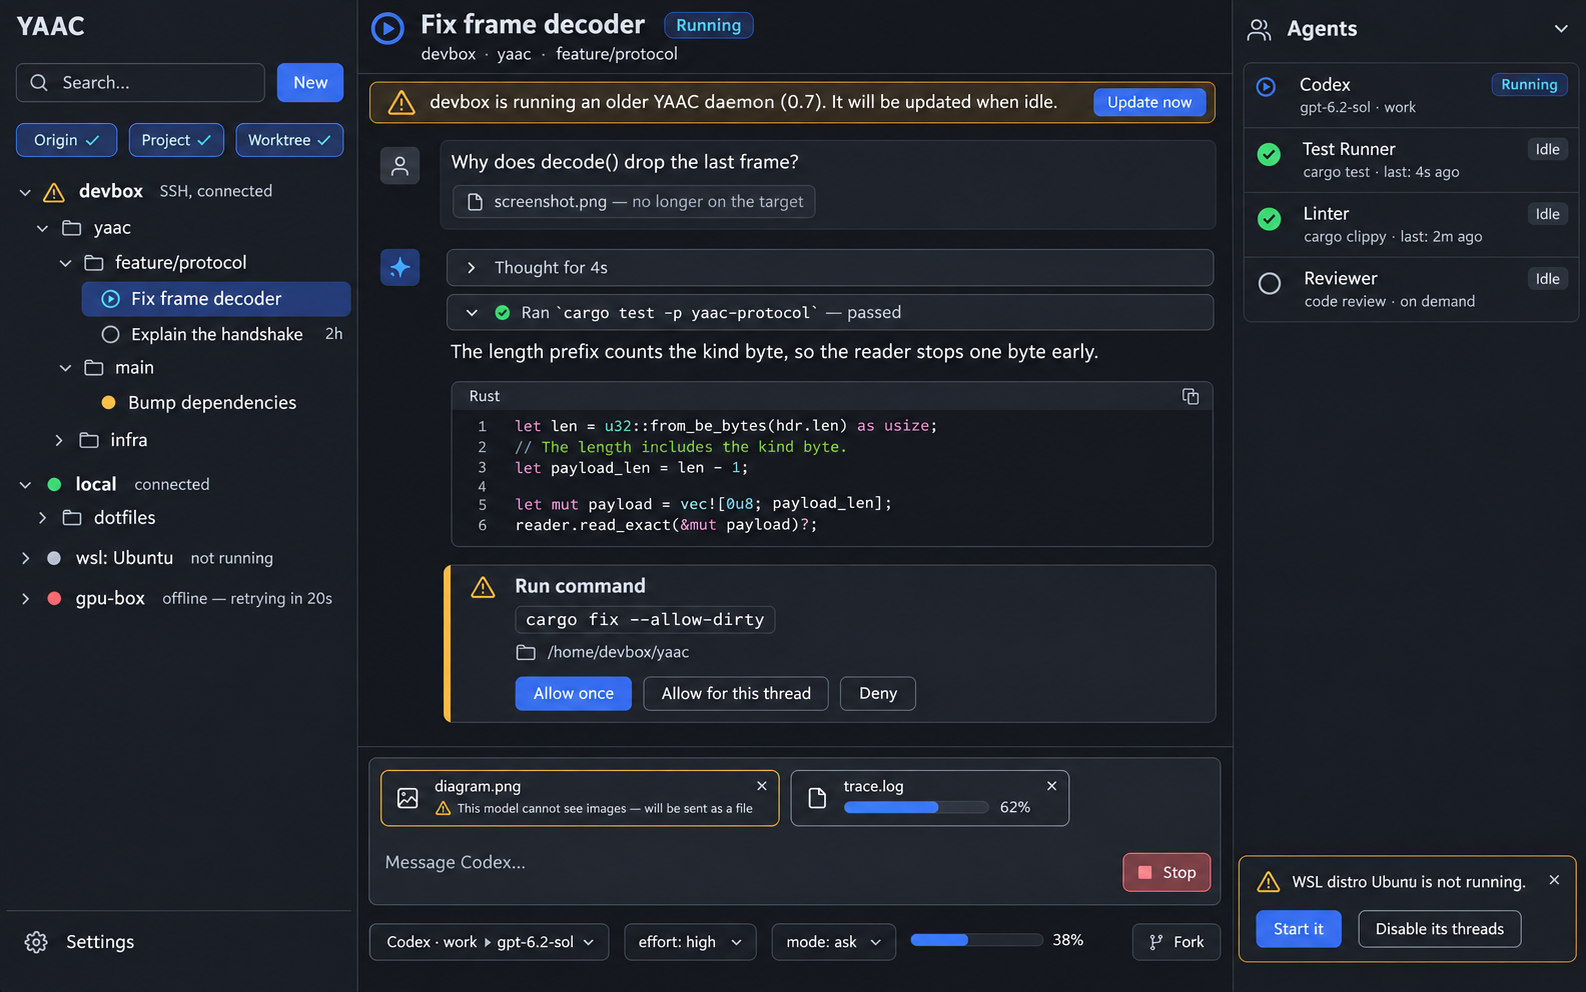 YAAC
Search...
New
Origin
Project
Worktree
devbox SSH, connected
yaac
feature/protocol
Fix frame decoder
Explain the handshake 2h
main
Bump dependencies
infra
local connected
dotfiles
wsl: Ubuntu not running
gpu-box offline — retrying in 20s
Settings
Fix frame decoder Running
devbox · yaac · feature/protocol
devbox is running an older YAAC daemon (0.7). It will be updated when idle. Update now
Why does decode() drop the last frame?
screenshot.png — no longer on the target
Thought for 4s
Ran `cargo test -p yaac-protocol` — passed
The length prefix counts the kind byte, so the reader stops one byte early.
Rust
1 let len = u32::from_be_bytes(hdr.len) as usize;
2 // The length includes the kind byte.
3 let payload_len = len - 1;
4
5 let mut payload = vec![0u8; payload_len];
6 reader.read_exact(&mut payload)?;
Run command
cargo fix --allow-dirty
/home/devbox/yaac
Allow once
Allow for this thread
Deny
diagram.png
This model cannot see images — will be sent as a file
trace.log
62%
Message Codex...
Stop
Codex · work ▸ gpt-6.2-sol
effort: high
mode: ask
38%
Fork
Agents
Codex Running
gpt-6.2-sol · work
Test Runner Idle
cargo test · last: 4s ago
Linter Idle
cargo clippy · last: 2m ago
Reviewer Idle
code review · on demand
WSL distro Ubunu is not running.
Start it
Disable its threads